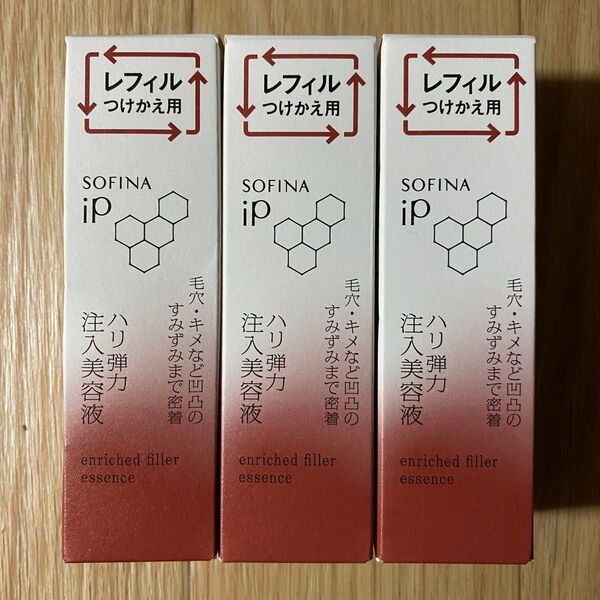 レフィル
つけかえ用
SOFINA
iP
毛穴・キメなど凹凸の
すみずみまで密着
ハリ弾力
注入美容液
enriched filler
essence
レフィル
つけかえ用
SOFINA
iP
毛穴・キメなど凹凸の
すみずみまで密着
ハリ弾力
注入美容液
enriched filler
essence
レフィル
つけかえ用
SOFINA
iP
毛穴・キメなど凹凸の
すみずみまで密着
ハリ弾力
注入美容液
enriched filler
essence